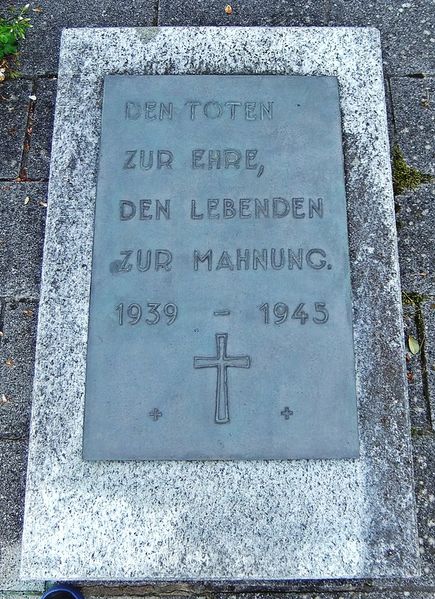 DEN TOTEN
ZUR EHRE,
DEN LEBENDEN
ZUR MAHNUNG.
1939 – 1945